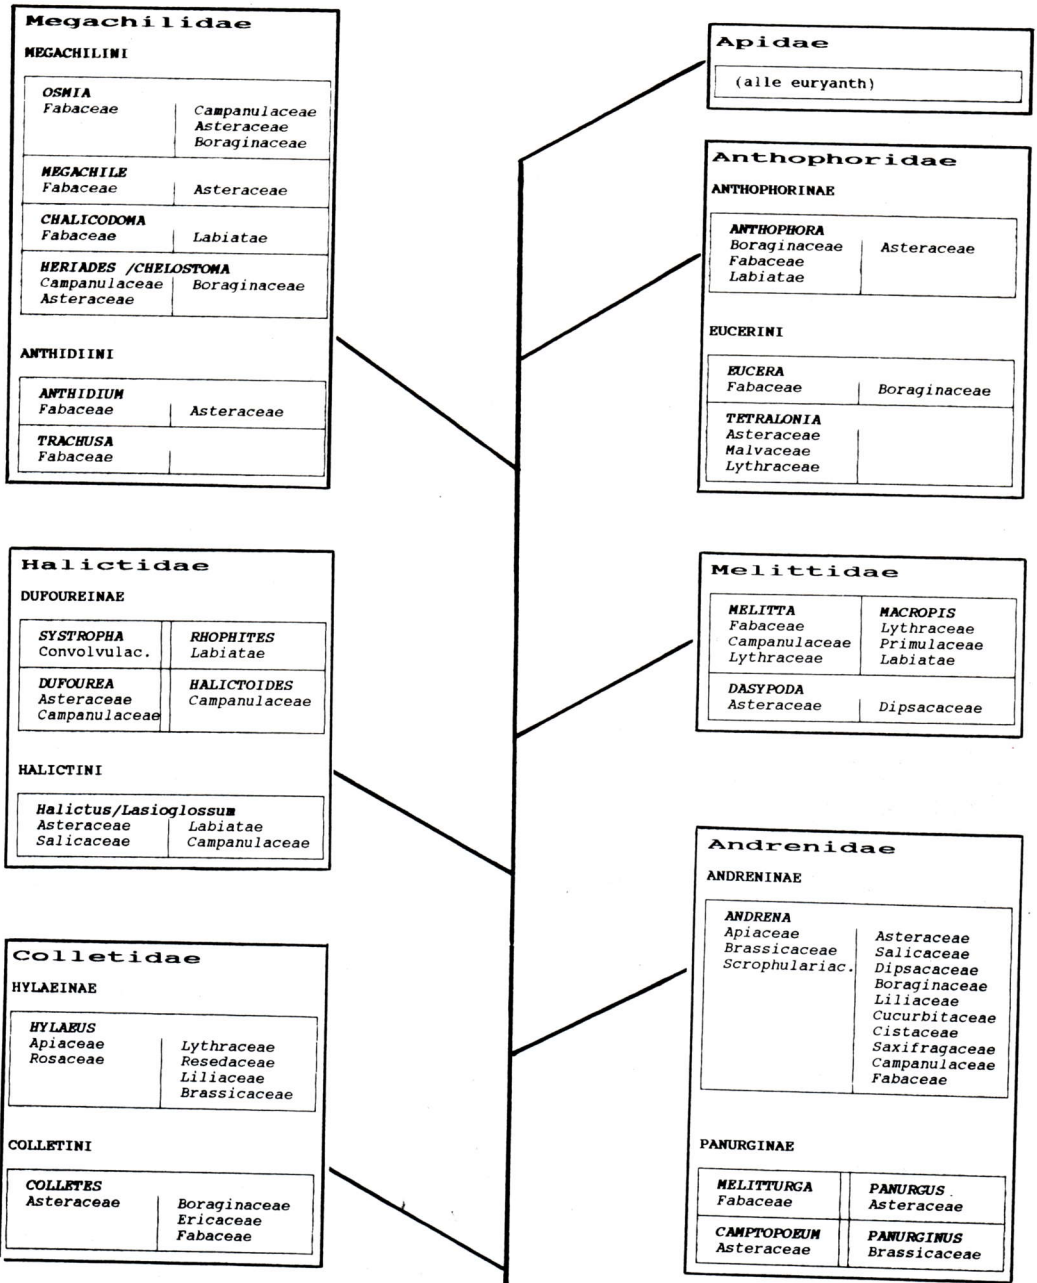 Megachilidae
MEGACHILINI
OSMIA
Fabaceae Campanulaceae
Asteraceae
Boraginaceae
MEGACHILE
Fabaceae Asteraceae
CHALICODOMA
Fabaceae Labiatae
HERIADES /CHELOSTOMA
Campanulaceae Boraginaceae
Asteraceae
ANTHIDIINI
ANTHIDIUM
Fabaceae Asteraceae
TRACHUSA
Fabaceae
Halictidae
DUFOUREINAE
SYSTROPHA RHOPHITES
Convolvulac. Labiatae
DUFOUREA HALICTOIDES
Asteraceae Campanulaceae
Campanulaceae
HALICTINI
Halictus/Lasioglossum
Asteraceae Labiatae
Salicaceae Campanulaceae
Colletidae
HYLAEINAE
HYLAEUS
Apiaceae Lythraceae
Rosaceae Resedaceae
Liliaceae
Brassicaceae
COLLETINI
COLLETES
Asteraceae Boraginaceae
Ericaceae
Fabaceae
Apidae
(alle euryanth)
Anthophoridae
ANTHOPHORINAE
ANTHOPHORA
Boraginaceae Asteraceae
Fabaceae
Labiatae
EUCERINI
EUCERA
Fabaceae Boraginaceae
TETRALONIA
Asteraceae
Malvaceae
Lythraceae
Melittidae
MELITTA MACROPIS
Fabaceae Lythraceae
Campanulaceae Primulaceae
Lythraceae Labiatae
DASYPODA
Asteraceae Dipsacaceae
Andrenidae
ANDRENINAE
ANDRENA
Apiaceae Asteraceae
Brassicaceae Salicaceae
Scrophulariac. Dipsacaceae
Boraginaceae
Liliaceae
Cucurbitaceae
Cistaceae
Saxifragaceae
Campanulaceae
Fabaceae
PANURGINAE
MELITTURGA PANURGUS
Fabaceae Asteraceae
CAMPTOPOEUM PANURGINUS
Asteraceae Brassicaceae